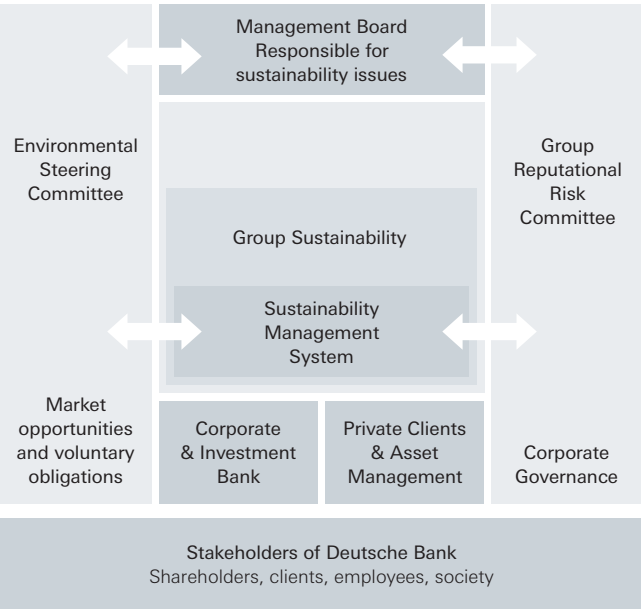 Management Board
Responsible for
sustainability issues
Environmental
Steering
Committee
Group
Reputational
Risk
Committee
Group Sustainability
Sustainability
Management
System
Market
opportunities
and voluntary
obligations
Corporate
& Investment
Bank
Private Clients
& Asset
Management
Corporate
Governance
Stakeholders of Deutsche Bank
Shareholders, clients, employees, society